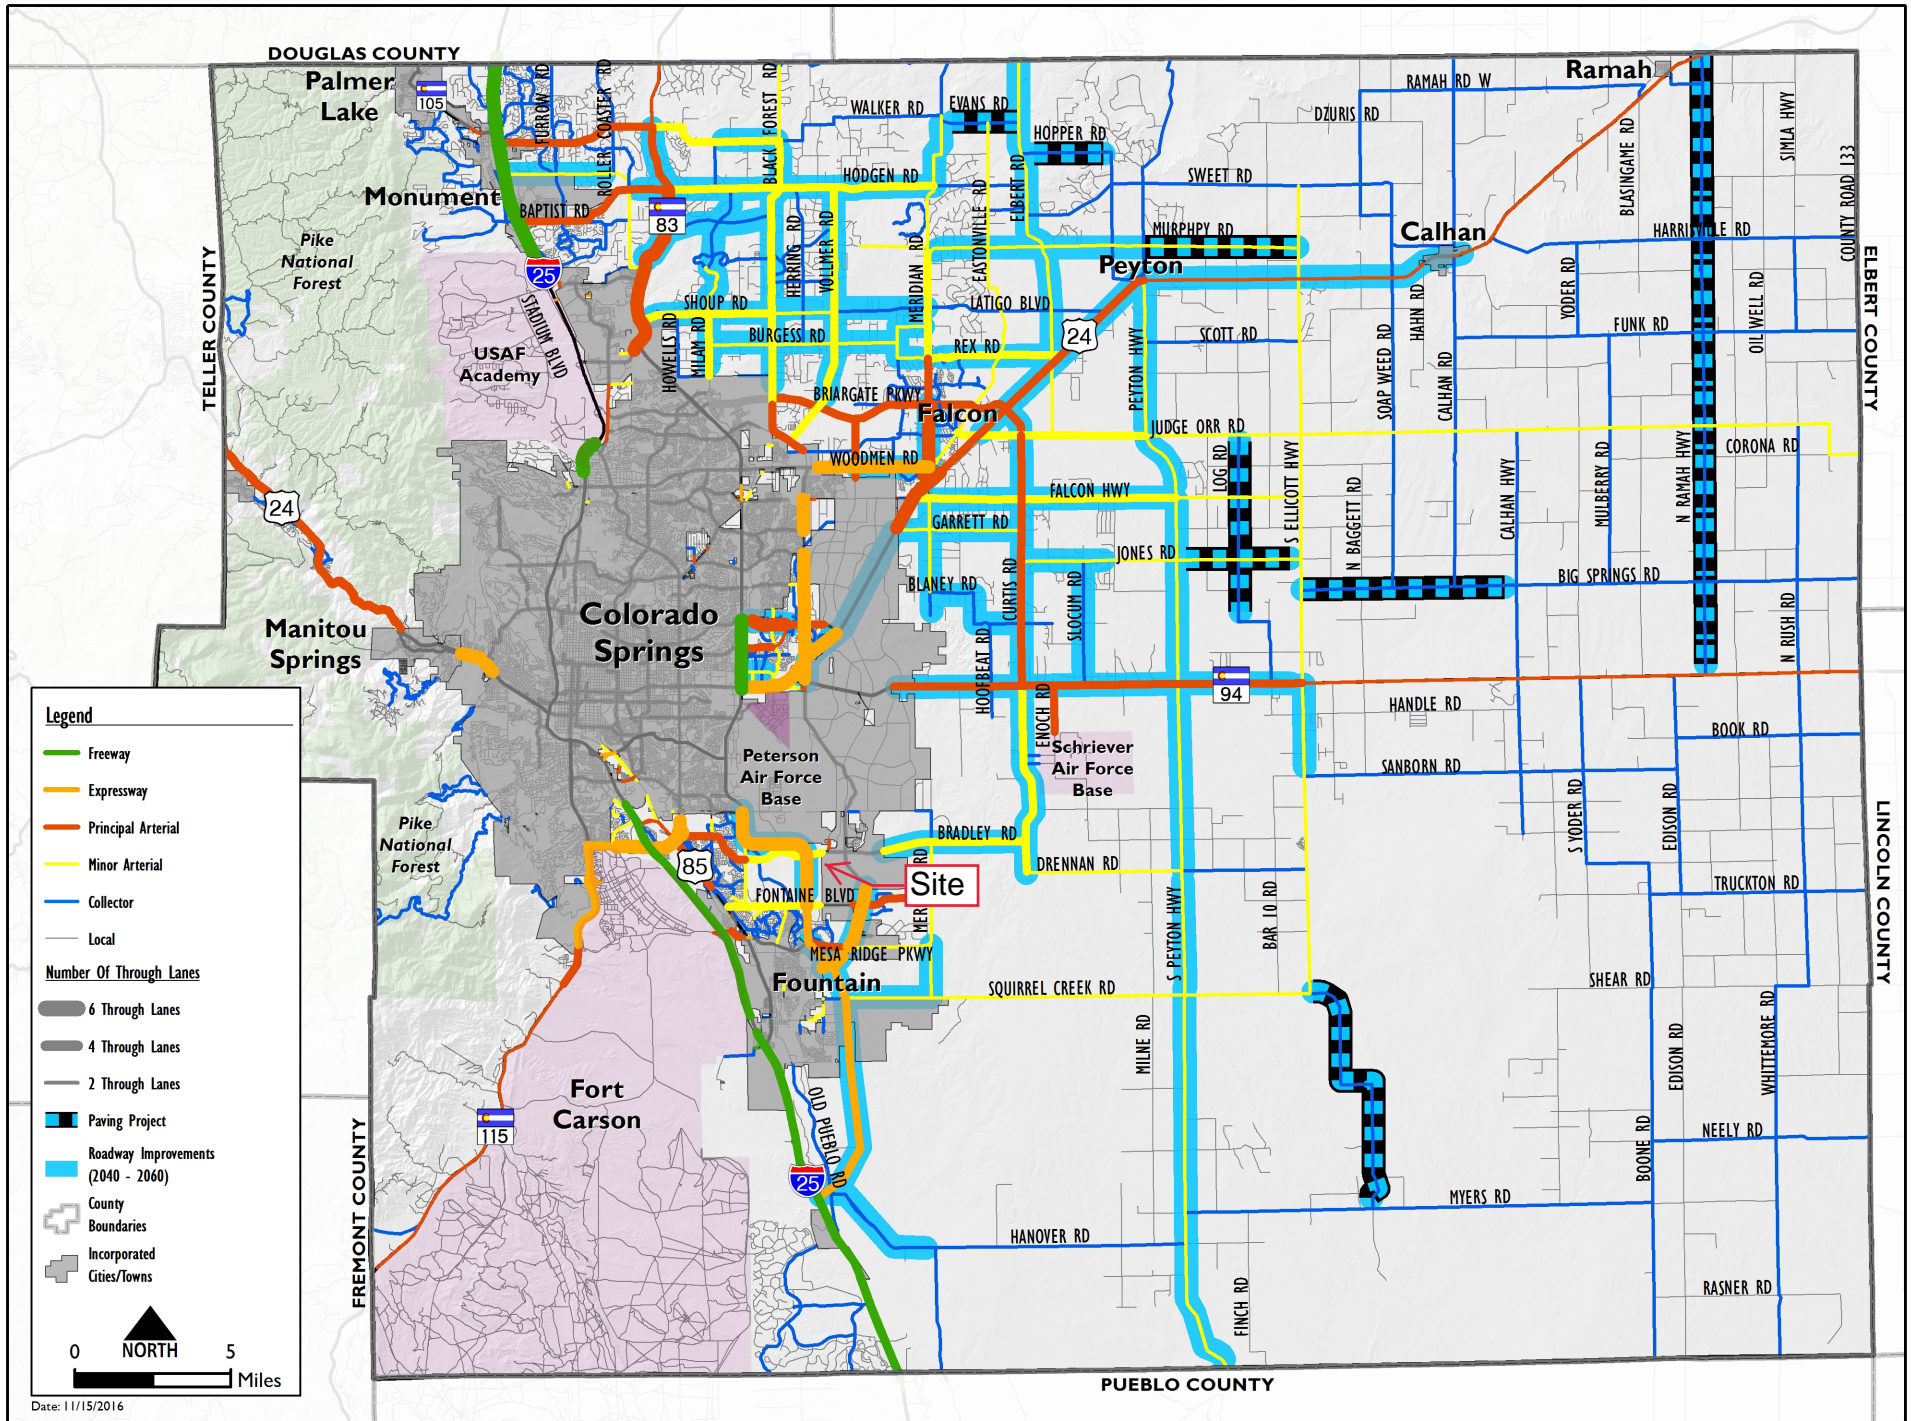 DOUGLAS COUNTY
Palmer
Lake
105
FURROW RD
ROLLER COASTER RD
BLACK FOREST RD
WALKER RD
EVANS RD
HOPPER RD
DZURIS RD
RAMAH RD W
Ramah
BLASINGAME RD
SIMLA HWY
COUNTY ROAD 133
Monument
BAPTIST RD
83
HODGEN RD
EASTONVILLE RD
ELBERT RD
SWEET RD
MURPHPY RD
Calhan
HARRISVILLE RD
Pike
National
Forest
TELLER COUNTY
25
STADIUM BLVD
USAF
Academy
HERRING RD
VOLLMER RD
MERIDIAN RD
Peyton
SHOUP RD
LATIGO BLVD
HOWELLS RD
MILAM RD
BURGESS RD
REX RD
24
PEYTON HWY
SCOTT RD
SOAP WEED RD
HAHN RD
CALHAN RD
YODER RD
FUNK RD
OIL WELL RD
ELBERT COUNTY
BRIARGATE PKWY
Falcon
JUDGE ORR RD
WOODMEN RD
LOG RD
S ELLICOTT HWY
N BAGGETT RD
CALHAN HWY
MULBERRY RD
N RAMAH HWY
CORONA RD
24
FALCON HWY
GARRETT RD
JONES RD
BLANEY RD
CURTIS RD
SLOCUM RD
HOOFBEAT RD
BIG SPRINGS RD
N RUSH RD
Manitou
Springs
Colorado
Springs
94
ENOCH RD
HANDLE RD
BOOK RD
Schriever
Air Force
Base
Peterson
Air Force
Base
SANBORN RD
S YODER RD
EDISON RD
LINCOLN COUNTY
Pike
National
Forest
85
BRADLEY RD
DRENNAN RD
Site
FONTAINE BLVD
MER RD
TRUCKTON RD
S PEYTON HWY
BAR 10 RD
MESA RIDGE PKWY
Fountain
SQUIRREL CREEK RD
SHEAR RD
MILNE RD
EDISON RD
WHITTEMORE RD
Fort
Carson
115
OLD PUEBLO RD
25
BOONE RD
NEELY RD
MYERS RD
HANOVER RD
FINCH RD
RASNER RD
FREMONT COUNTY
PUEBLO COUNTY
Legend
Freeway
Expressway
Principal Arterial
Minor Arterial
Collector
Local
Number Of Through Lanes
6 Through Lanes
4 Through Lanes
2 Through Lanes
Paving Project
Roadway Improvements
(2040 - 2060)
County
Boundaries
Incorporated
Cities/Towns
NORTH
0 5
Miles
Date: 11/15/2016